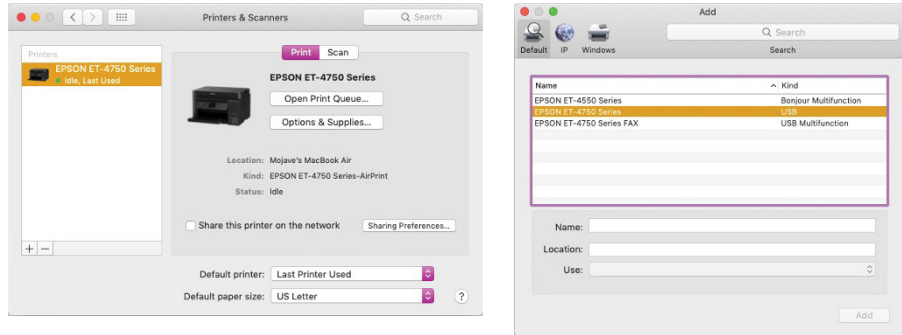 Printers & Scanners
Search
Printers
EPSON ET-4750 Series
Idle, Last Used
Print Scan
EPSON ET-4750 Series
Open Print Queue...
Options & Supplies...
Location: Mojave's MacBook Air
Kind: EPSON ET-4750 Series-AirPrint
Status: Idle
Share this printer on the network Sharing Preferences...
+ −
Default printer: Last Printer Used
Default paper size: US Letter ?
Add
Search
Default IP Windows Search
Name Kind
EPSON ET-4550 Series Bonjour Multifunction
EPSON ET-4750 Series USB
EPSON ET-4750 Series FAX USB Multifunction
Name:
Location:
Use:
Add